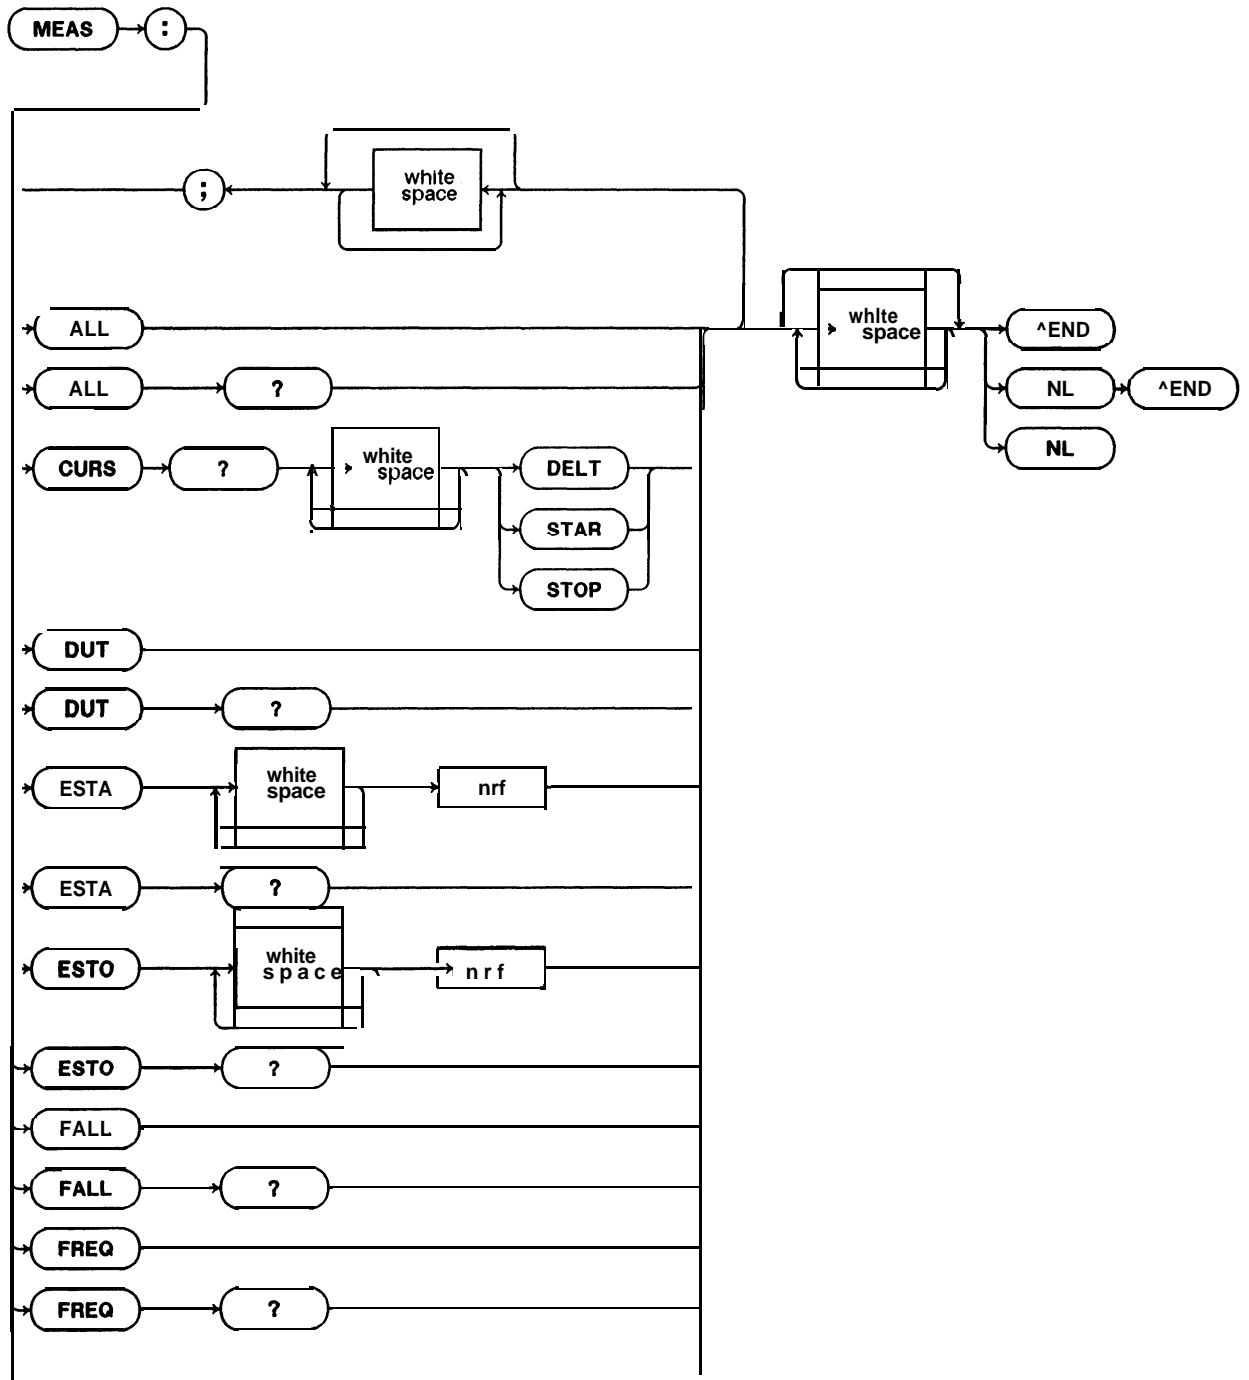 MEAS :
; white
space
ALL
white
space
^END
ALL ?
NL ^END
CURS ? white
space
DELT
NL
STAR
STOP
DUT
DUT ?
ESTA white
space
nrf
ESTA ?
ESTO white
space
nrf
ESTO ?
FALL
FALL ?
FREQ
FREQ ?